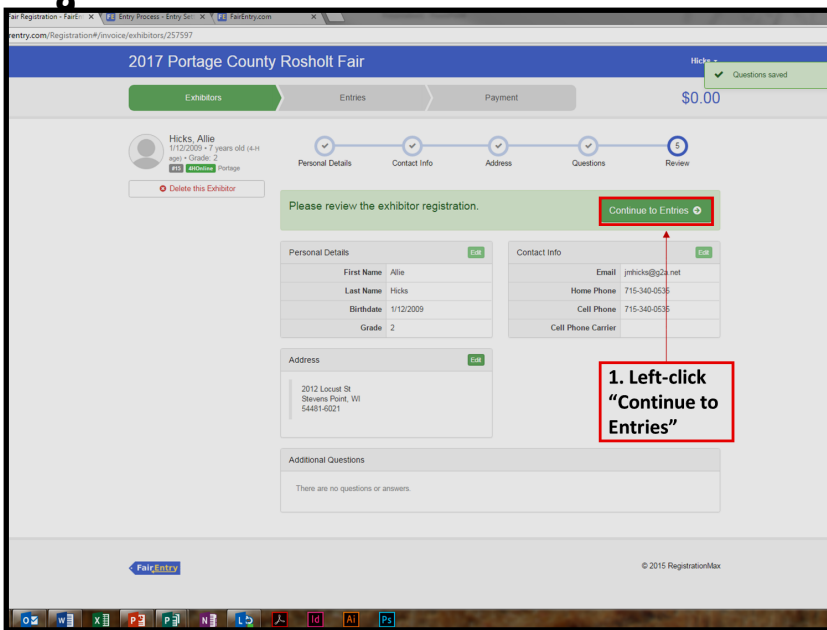 Fair Registration - FairEn
Entry Process - Entry Set
FairEntry.com
rentry.com/Registration#/invoice/exhibitors/257597
2017 Portage County Rosholt Fair
Hicks
Questions saved
Exhibitors
Entries
Payment
$0.00
Hicks, Allie
1/12/2009 • 7 years old (4-H
age) • Grade: 2
#15 4HOnline Portage
Delete this Exhibitor
Personal Details
Contact Info
Address
Questions
5
Review
Please review the exhibitor registration.
Continue to Entries
Personal Details
Edit
First Name Allie
Last Name Hicks
Birthdate 1/12/2009
Grade 2
Contact Info
Edit
Email jmhicks@g2a.net
Home Phone 715-340-0535
Cell Phone 715-340-0535
Cell Phone Carrier
Address
Edit
2012 Locust St
Stevens Point, WI
54481-6021
1. Left-click
“Continue to
Entries”
Additional Questions
There are no questions or answers.
FairEntry
© 2015 RegistrationMax
Id
Ai
Ps